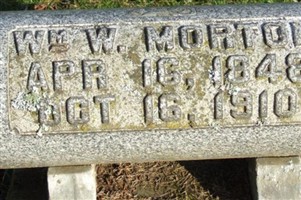 WM W. MORTON
APR 16, 1848
OCT 16, 1910